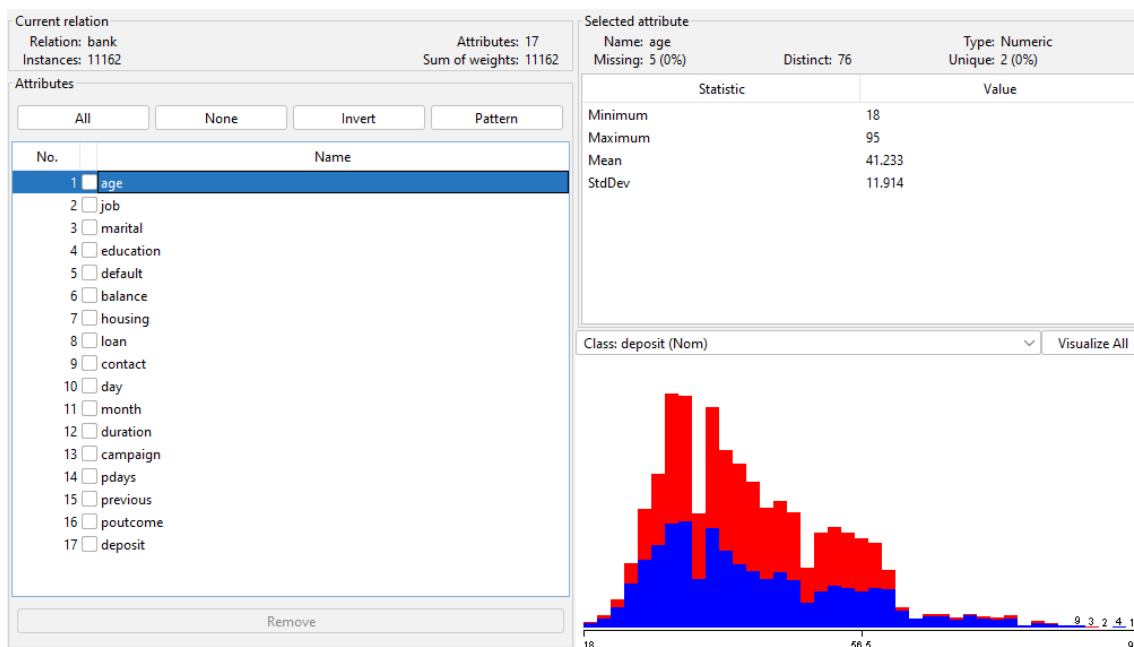 Current relation
Relation: bank
Attributes: 17
Instances: 11162
Sum of weights: 11162
Attributes
All
None
Invert
Pattern
No.
Name
1 age
2 job
3 marital
4 education
5 default
6 balance
7 housing
8 loan
9 contact
10 day
11 month
12 duration
13 campaign
14 pdays
15 previous
16 poutcome
17 deposit
Remove
Selected attribute
Name: age
Type: Numeric
Missing: 5 (0%)
Distinct: 76
Unique: 2 (0%)
Statistic
Value
Minimum 18
Maximum 95
Mean 41.233
StdDev 11.914
Class: deposit (Nom)
Visualize All
9 3 2 4 1
18
56.5